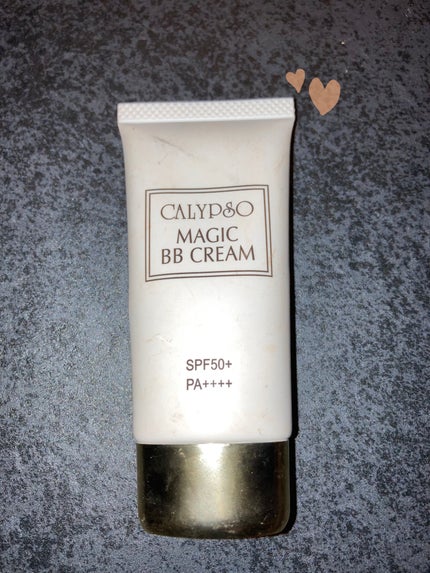 CALYPSO
MAGIC
BB CREAM
SPF50+
PA++++